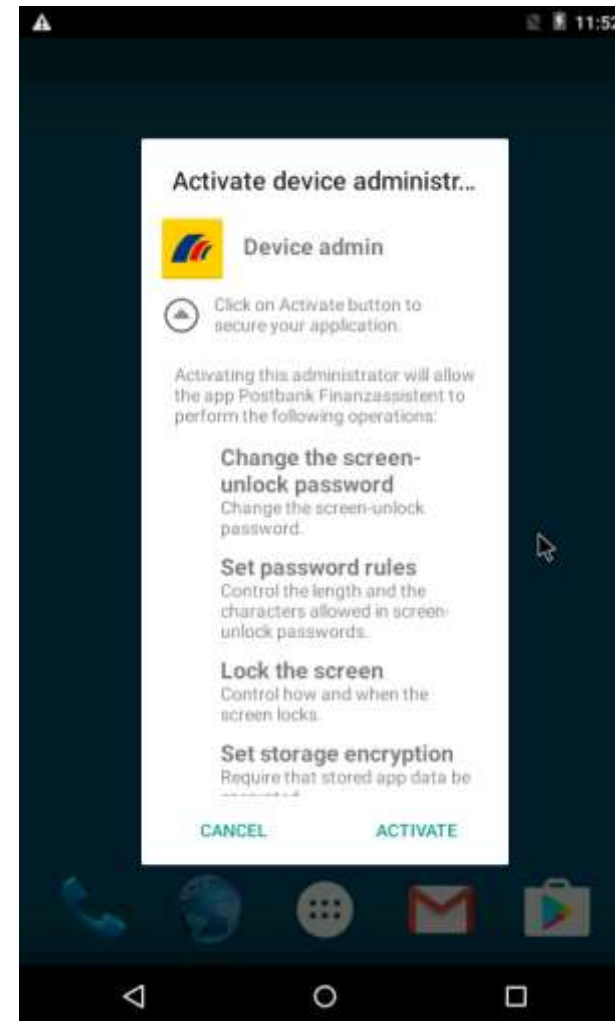 11:52
Activate device administr...
Device admin
Click on Activate button to
secure your application.
Activating this administrator will allow
the app Postbank Finanzassistent to
perform the following operations:
Change the screen-
unlock password
Change the screen-unlock
password.
Set password rules
Control the length and the
characters allowed in screen-
unlock passwords.
Lock the screen
Control how and when the
screen locks.
Set storage encryption
Require that stored app data be
CANCEL
ACTIVATE